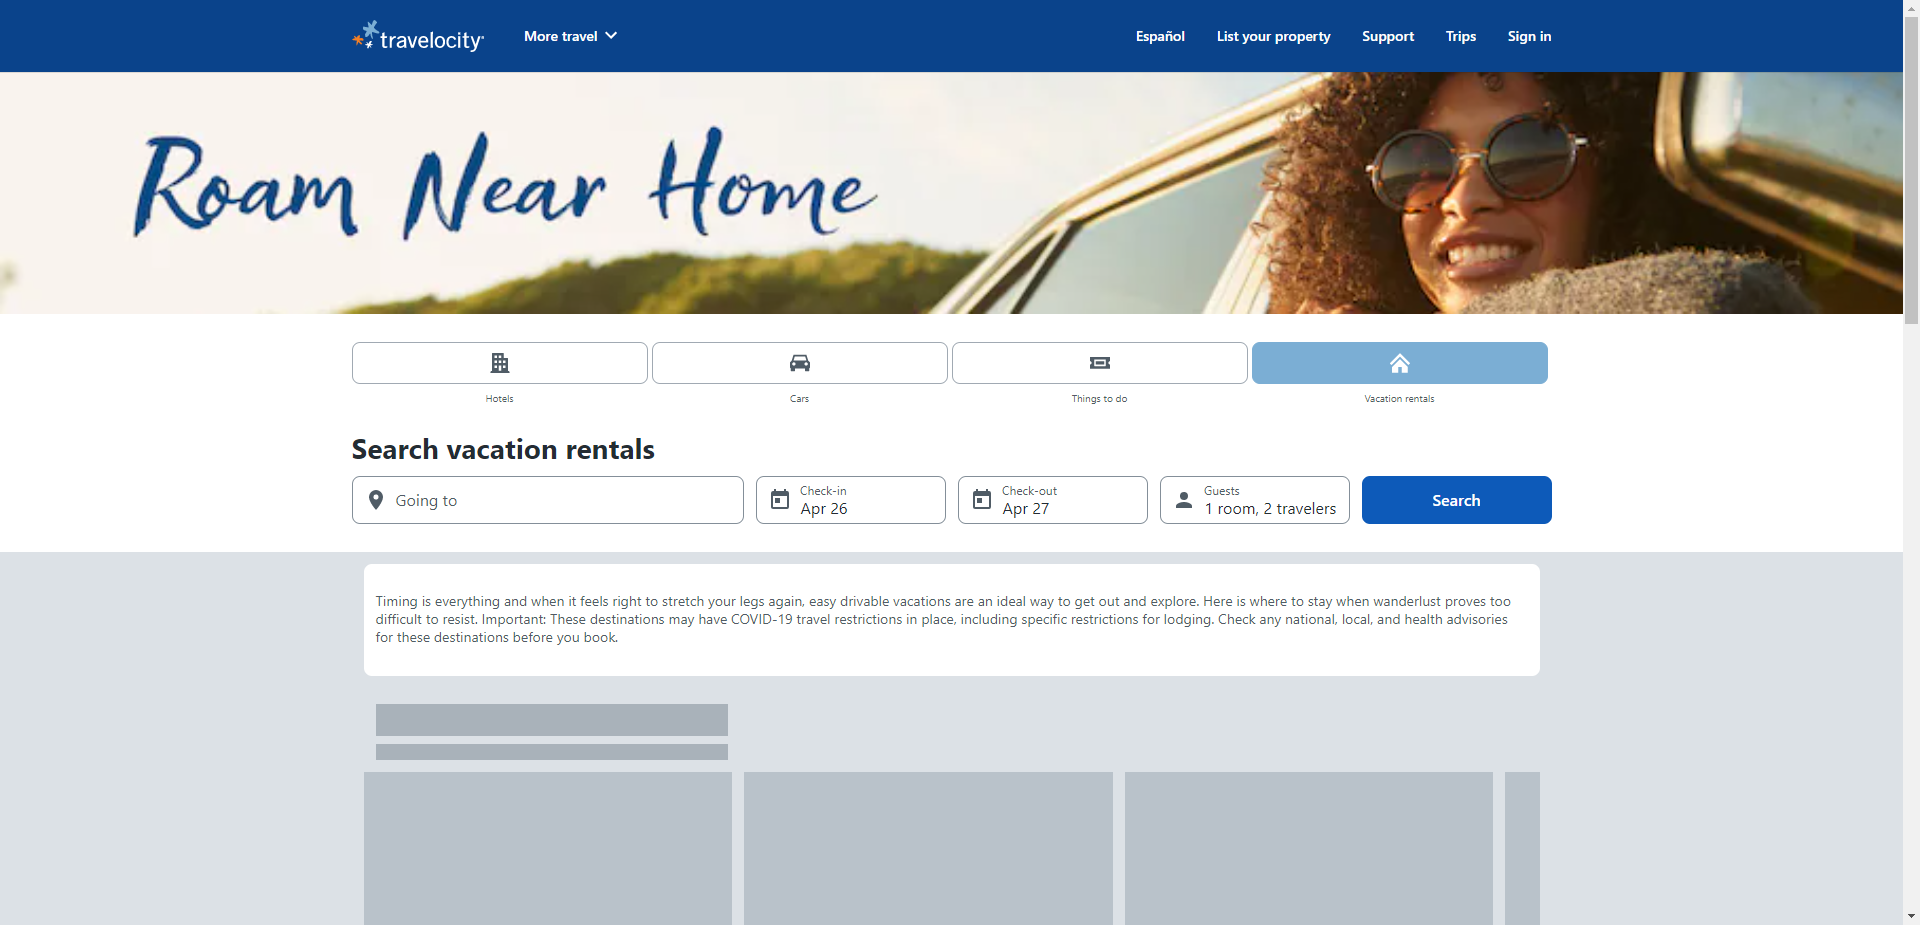 travelocity
More travel
Español
List your property
Support
Trips
Sign in
Roam Near Home
Hotels
Cars
Things to do
Vacation rentals
Search vacation rentals
Going to
Check-in
Apr 26
Check-out
Apr 27
Guests
1 room, 2 travelers
Search
Timing is everything and when it feels right to stretch your legs again, easy drivable vacations are an ideal way to get out and explore. Here is where to stay when wanderlust proves too
difficult to resist. Important: These destinations may have COVID-19 travel restrictions in place, including specific restrictions for lodging. Check any national, local, and health advisories
for these destinations before you book.